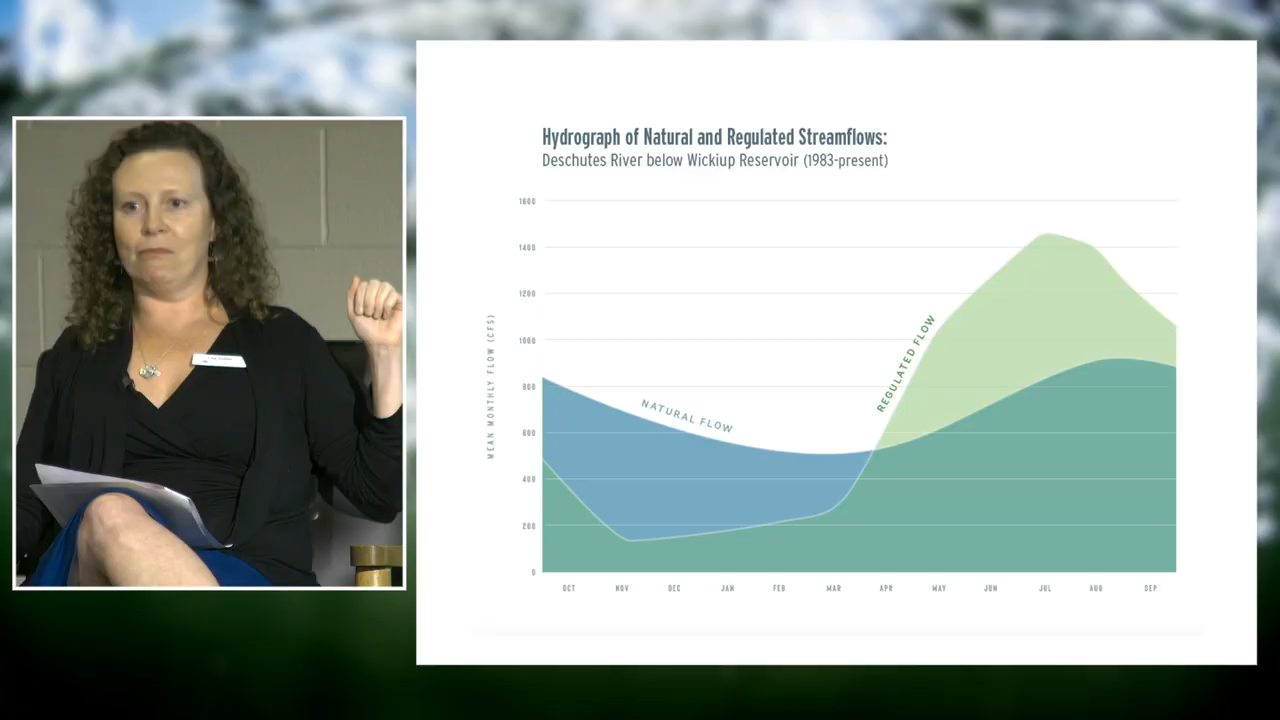 Hydrograph of Natural and Regulated Streamflows:
Deschutes River below Wickiup Reservoir (1983-present)
1600
1400
1200
1000
800
600
400
200
0
MEAN MONTHLY FLOW (CFS)
NATURAL FLOW
REGULATED FLOW
OCT NOV DEC JAN FEB MAR APR MAY JUN JUL AUG SEP